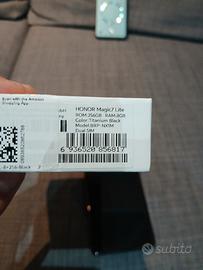 Scan with the Amazon
Shopping App
HONOR Magic7 Lite
ROM:256GB RAM:8GB
Color:Titanium Black
Model:BRP-NX1M
Dual SIM
6 936520 856817
subito